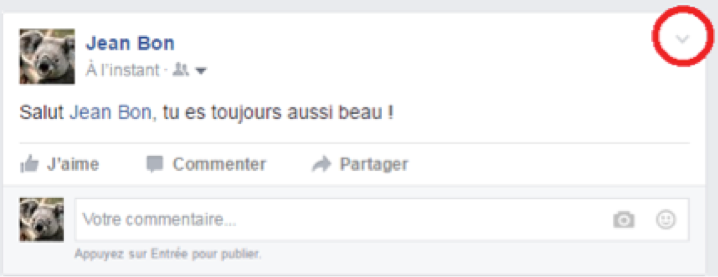 Jean Bon
À l'instant ·
Salut Jean Bon, tu es toujours aussi beau !
J'aime Commenter Partager
Votre commentaire...
Appuyez sur Entrée pour publier.